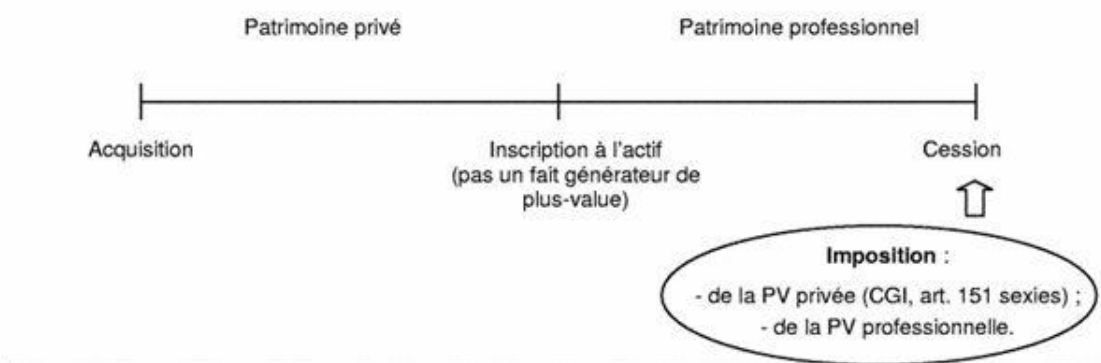 Patrimoine privé
Patrimoine professionnel
Acquisition
Inscription à l'actif
(pas un fait générateur de
plus-value)
Cession
Imposition :
- de la PV privée (CGI, art. 151 sexies) ;
- de la PV professionnelle.